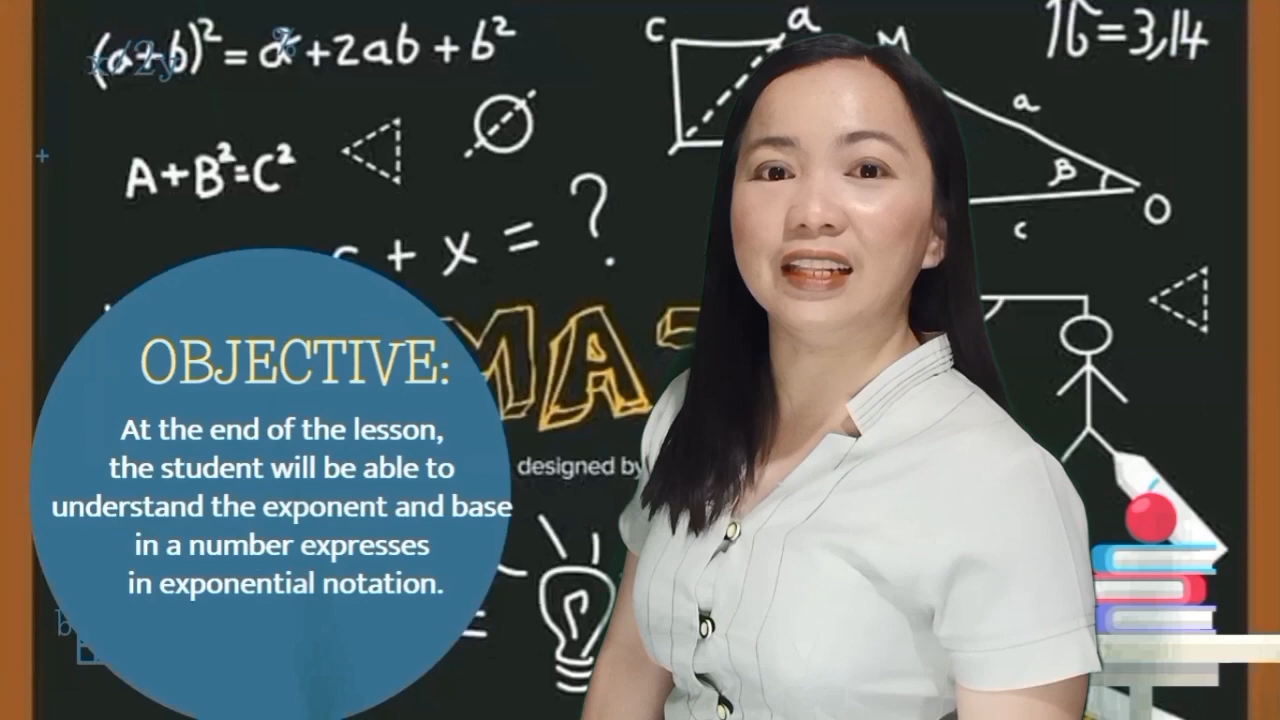 (a+b)² = a² + 2ab + b²
C a M
π=3,14
A+B²=C²
a
β
O
c
+ x = ?
OBJECTIVE:
At the end of the lesson,
the student will be able to
understand the exponent and base
in a number expresses
in exponential notation.
designed by
=
b